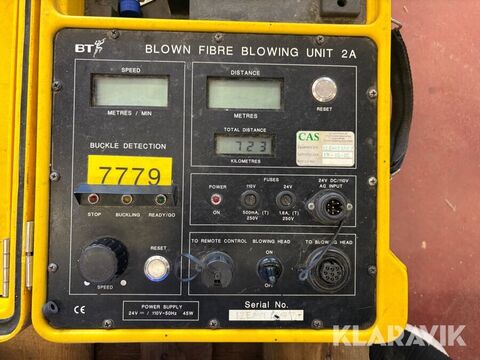 BT
BLOWN FIBRE BLOWING UNIT 2A
SPEED
METRES / MIN
DISTANCE
METRES
RESET
TOTAL DISTANCE
723
KILOMETRES
CAS
BUCKLE DETECTION
7779
STOP
BUCKLING
READY/GO
POWER
ON
FUSES
110V
24V
500mA, (T)
250V
1.6A, (T)
250V
24V DC/110V
AC INPUT
RESET
SPEED
TO REMOTE CONTROL
BLOWING HEAD
ON
OFF
TO BLOWING HEAD
CE
POWER SUPPLY
24V ⎓ / 110V~50Hz 45W
Serial No.
KLARAVIK